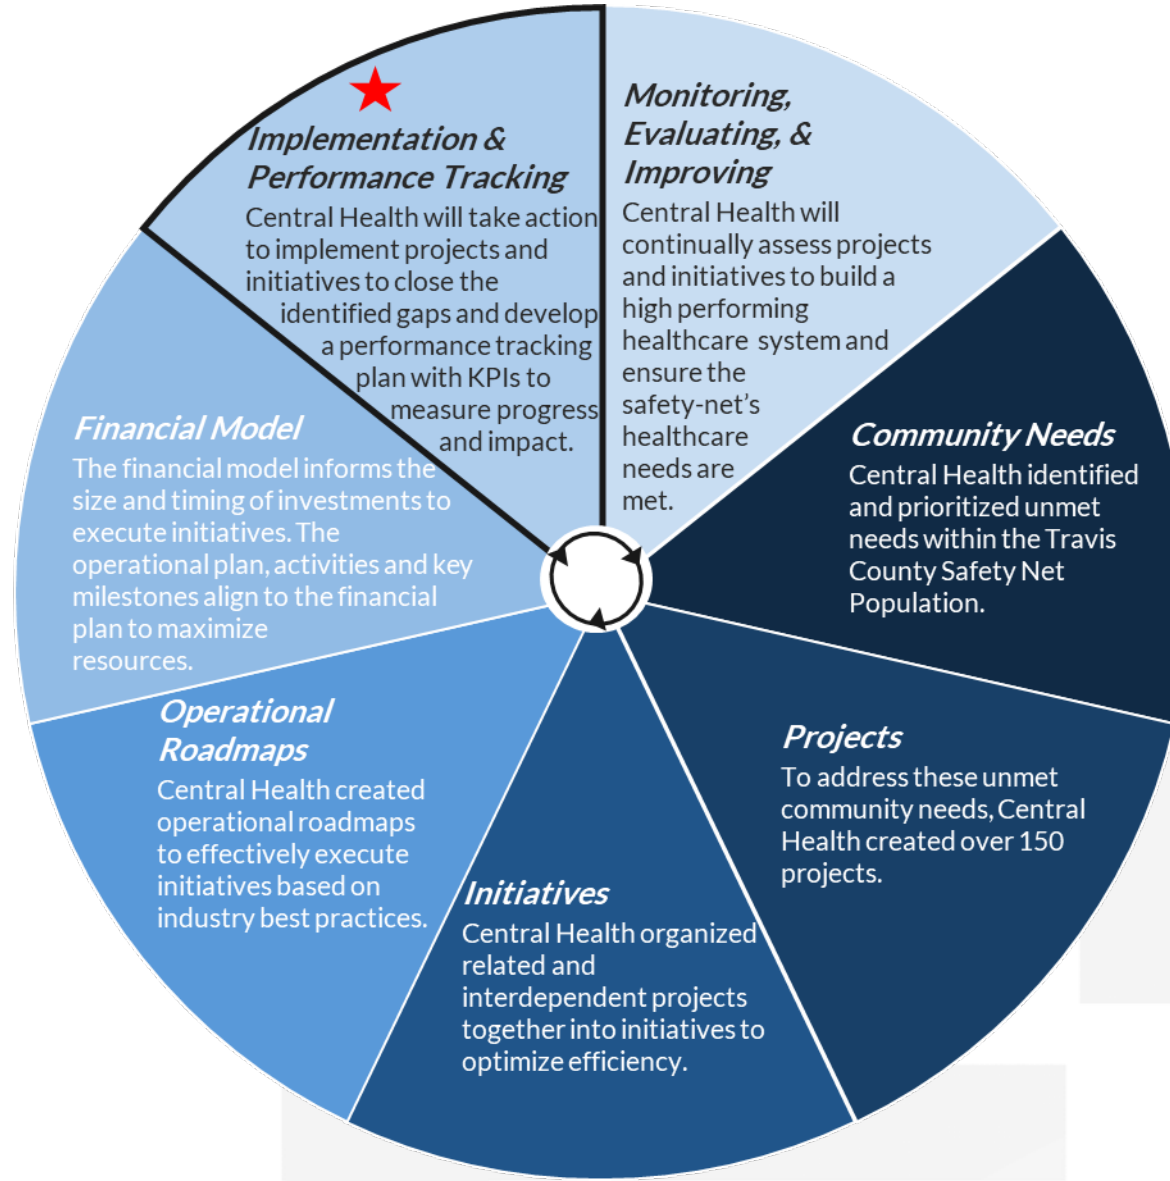 Implementation &
Performance Tracking
Central Health will take action
to implement projects and
initiatives to close the
identified gaps and develop
a performance tracking
plan with KPIs to
measure progress
and impact.
Monitoring,
Evaluating, &
Improving
Central Health will
continually assess projects
and initiatives to build a
high performing
healthcare system and
ensure the
safety-net’s
healthcare
needs are
met.
Community Needs
Central Health identified
and prioritized unmet
needs within the Travis
County Safety Net
Population.
Projects
To address these unmet
community needs, Central
Health created over 150
projects.
Initiatives
Central Health organized
related and
interdependent projects
together into initiatives to
optimize efficiency.
Operational
Roadmaps
Central Health created
operational roadmaps
to effectively execute
initiatives based on
industry best practices.
Financial Model
The financial model informs the
size and timing of investments to
execute initiatives. The
operational plan, activities and key
milestones align to the financial
plan to maximize
resources.